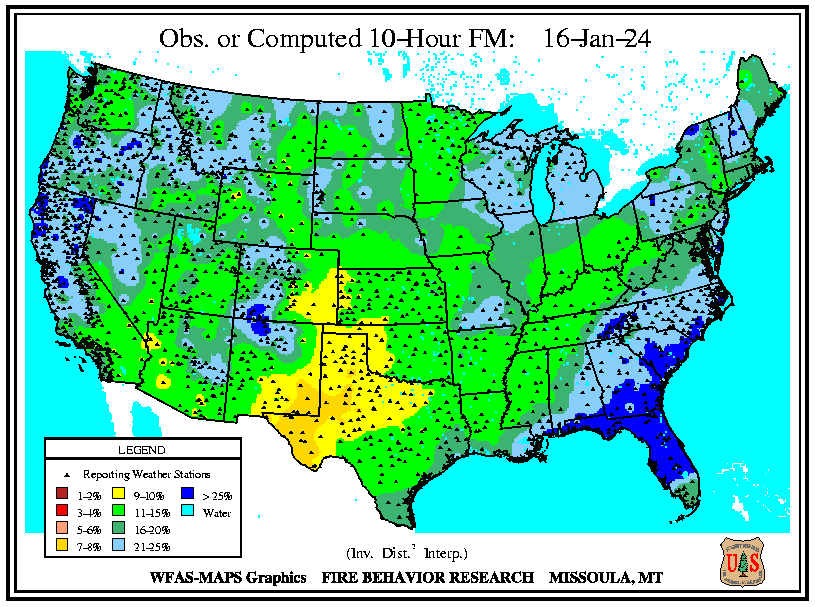 Obs. or Computed 10-Hour FM: 16-Jan-24
LEGEND
Reporting Weather Stations
1-2% 9-10% > 25%
3-4% 11-15% Water
5-6% 16-20%
7-8% 21-25%
(Inv. Dist.² Interp.)
WFAS-MAPS Graphics FIRE BEHAVIOR RESEARCH MISSOULA, MT
U S